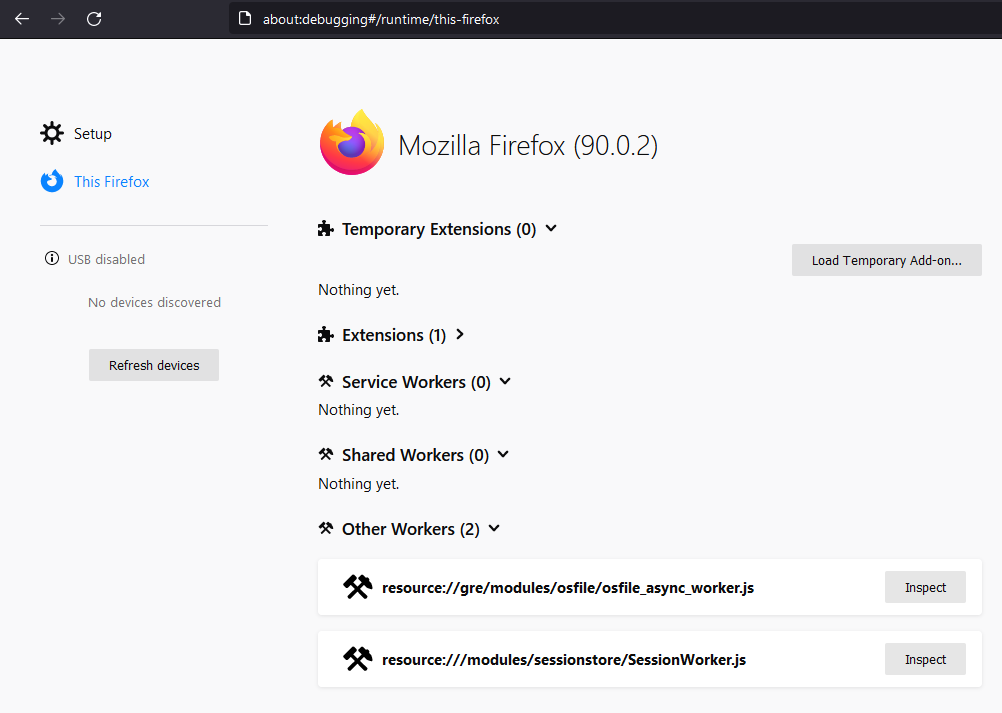 about:debugging#/runtime/this-firefox
Setup
This Firefox
USB disabled
No devices discovered
Refresh devices
Mozilla Firefox (90.0.2)
Temporary Extensions (0)
Load Temporary Add-on...
Nothing yet.
Extensions (1)
Service Workers (0)
Nothing yet.
Shared Workers (0)
Nothing yet.
Other Workers (2)
resource://gre/modules/osfile/osfile_async_worker.js
Inspect
resource:///modules/sessionstore/SessionWorker.js
Inspect